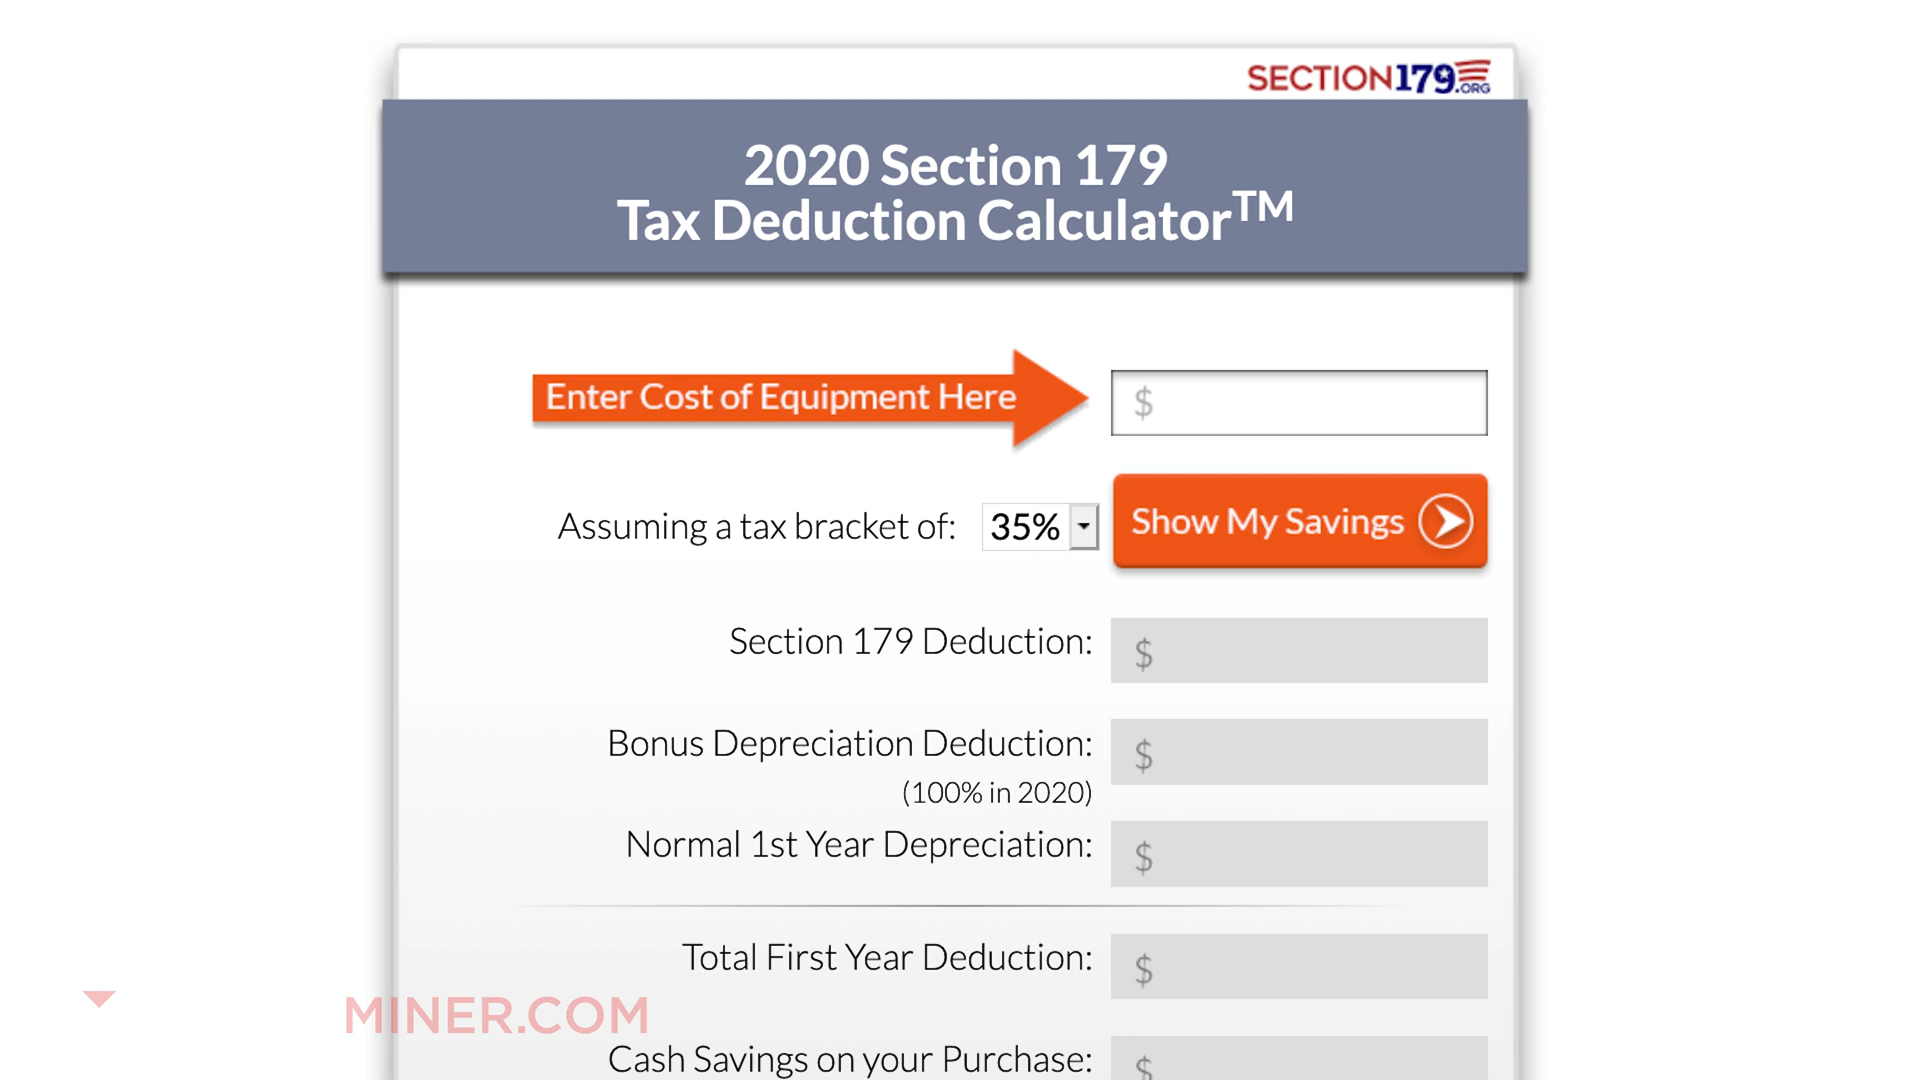 SECTION179.ORG
2020 Section 179
Tax Deduction Calculator™
Enter Cost of Equipment Here
$
Assuming a tax bracket of: 35%
Show My Savings
Section 179 Deduction: $
Bonus Depreciation Deduction: $
(100% in 2020)
Normal 1st Year Depreciation: $
Total First Year Deduction: $
MINER.COM
Cash Savings on your Purchase: $